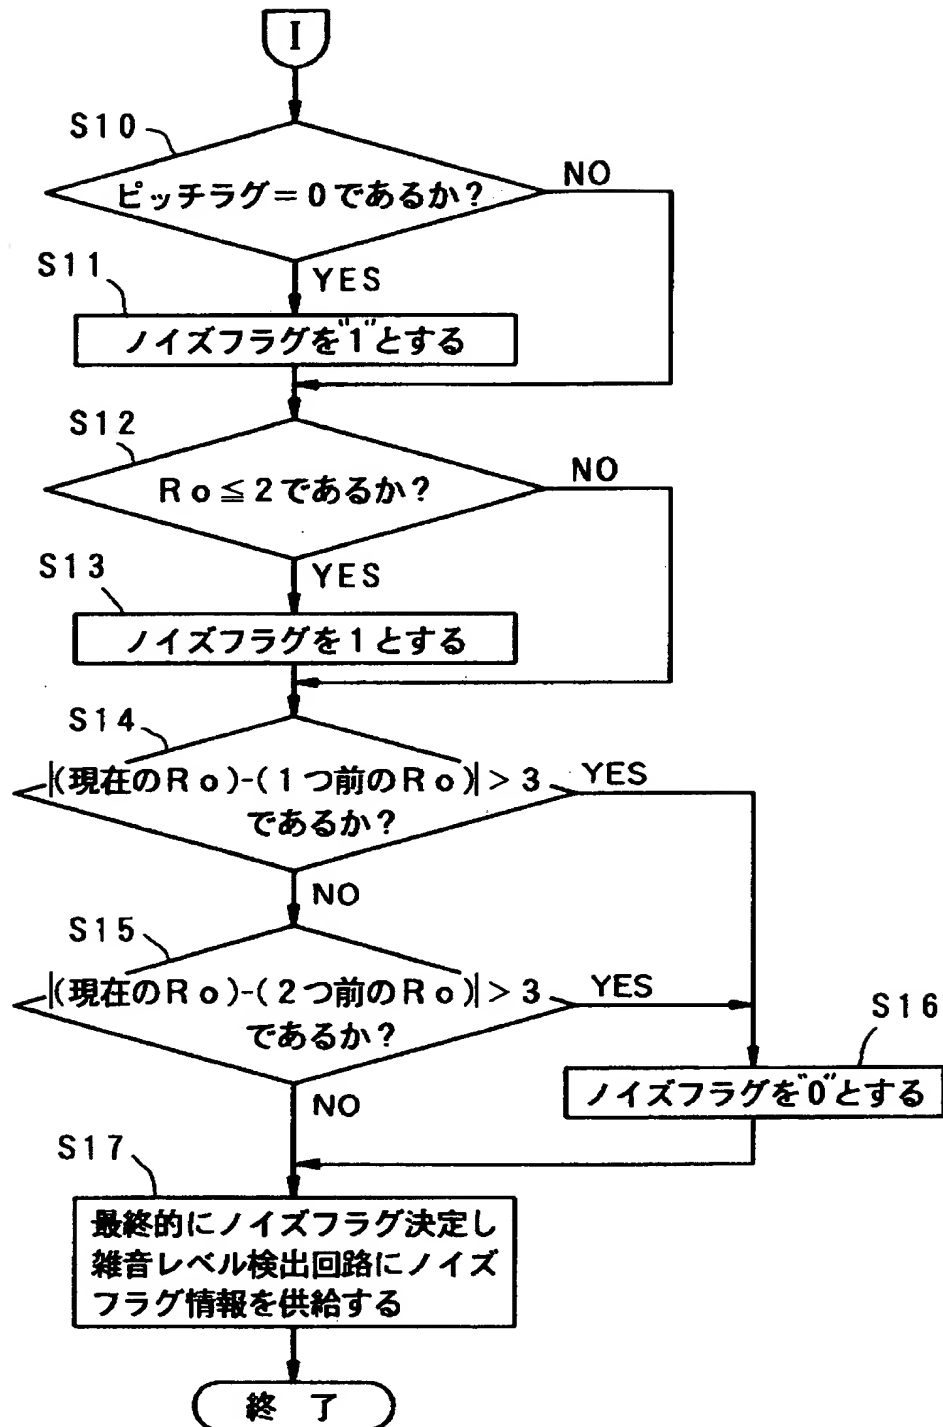 I
S10
ピッチラグ=0であるか?
NO
S11
YES
ノイズフラグを"1"とする
S12
Ro≦2であるか?
NO
S13
YES
ノイズフラグを1とする
S14
|(現在のRo)-(1つ前のRo)|>3
であるか?
YES
NO
S15
|(現在のRo)-(2つ前のRo)|>3
であるか?
YES
S16
NO
ノイズフラグを"0"とする
S17
最終的にノイズフラグ決定し
雑音レベル検出回路にノイズ
フラグ情報を供給する
終 了